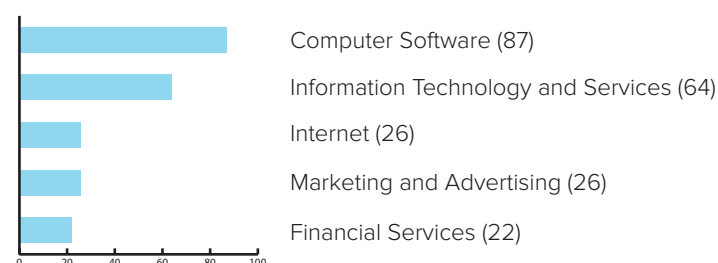 Computer Software (87)
Information Technology and Services (64)
Internet (26)
Marketing and Advertising (26)
Financial Services (22)
0 20 40 60 80 100